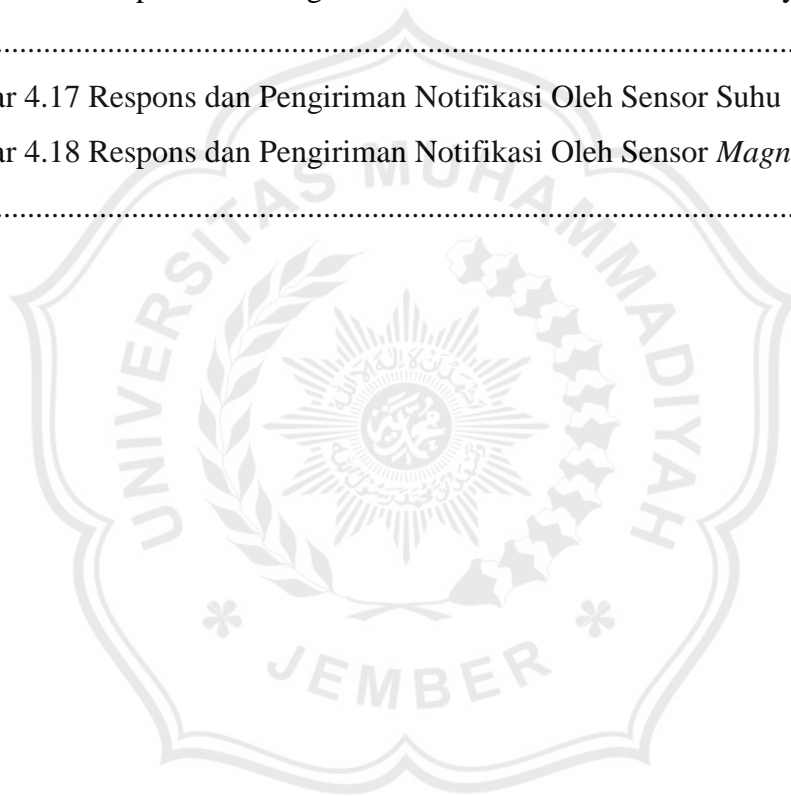 ......................................................................................................
ar 4.17 Respons dan Pengiriman Notifikasi Oleh Sensor Suhu
ar 4.18 Respons dan Pengiriman Notifikasi Oleh Sensor Magn
......................................................................................................
UNIVERSITAS MUHAMMADIYAH
JEMBER